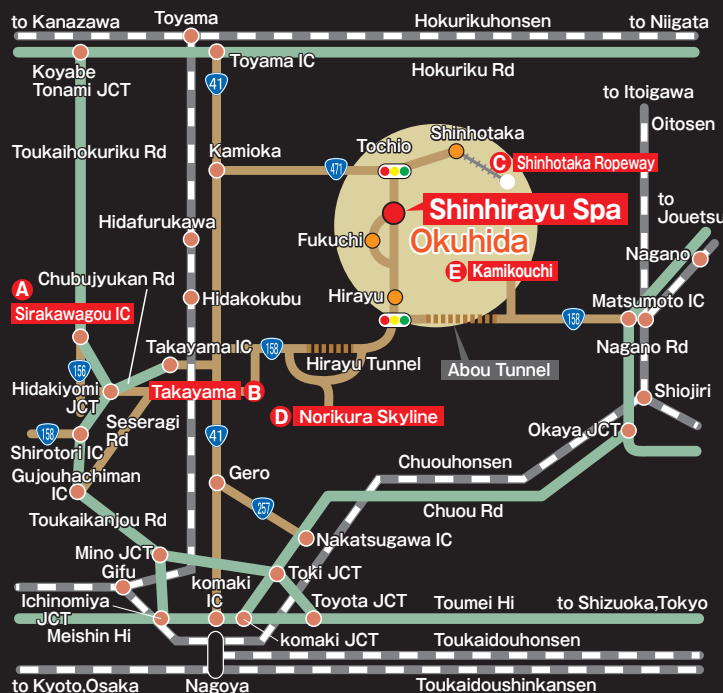 to Kanazawa
Toyama
Hokurikuhonsen
to Niigata
Koyabe
Tonami JCT
Toyama IC
Hokuriku Rd
41
to Itoigawa
Oitosen
Toukaihokuriku Rd
Kamioka
471
Tochio
Shinhotaka
C Shinhotaka Ropeway
Shinhirayu Spa
Okuhida
to
Jouetsu
Hidafurukawa
Fukuchi
E Kamikouchi
Nagano
A
Sirakawagou IC
Chubujyukan Rd
Hidakokubu
Hirayu
158
Matsumoto IC
Takayama IC
158
Hirayu Tunnel
Abou Tunnel
Nagano Rd
156
Hidakiyomi
JCT
Takayama B
Seseragi
Rd
D Norikura Skyline
Shiojiri
158
Shirotori IC
41
Okaya JCT
Gujouhachiman
IC
Gero
Chuouhonsen
257
Chuou Rd
Toukaikanjou Rd
Nakatsugawa IC
Mino JCT
Gifu
komaki
IC
Toki JCT
Ichinomiya
JCT
Toyota JCT
Toumei Hi
to Shizuoka,Tokyo
Meishin Hi
komaki JCT
Toukaidouhonsen
to Kyoto,Osaka
Nagoya
Toukaidoushinkansen